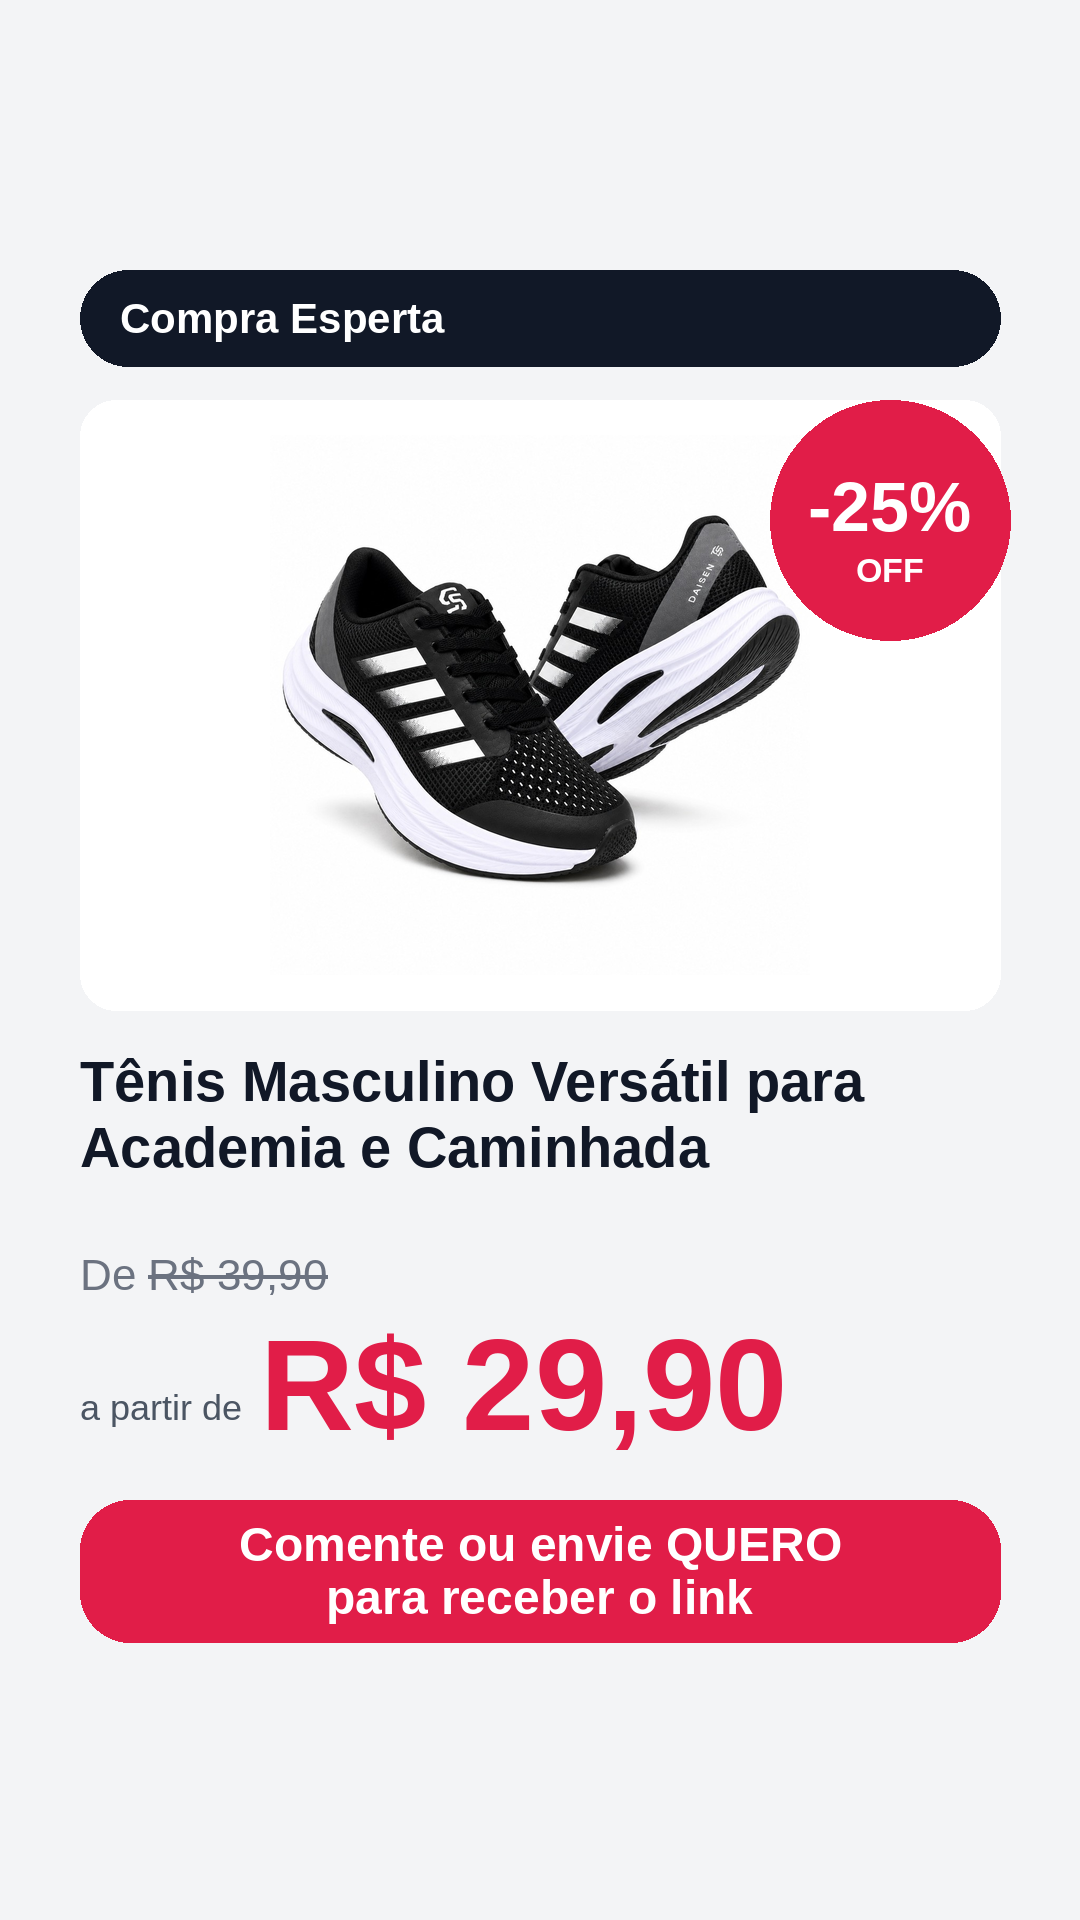 Compra Esperta
-25%
OFF
DAISEN
Tênis Masculino Versátil para
Academia e Caminhada
De R$ 39,90
a partir de R$ 29,90
Comente ou envie QUERO
para receber o link